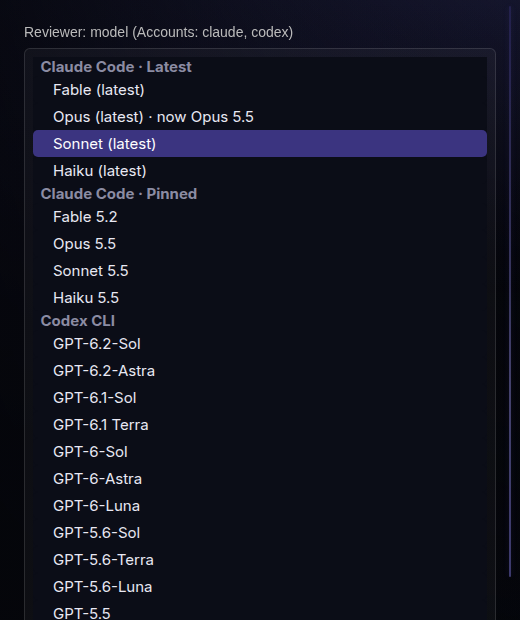 Reviewer: model (Accounts: claude, codex)
Claude Code · Latest
Fable (latest)
Opus (latest) · now Opus 5.5
Sonnet (latest)
Haiku (latest)
Claude Code · Pinned
Fable 5.2
Opus 5.5
Sonnet 5.5
Haiku 5.5
Codex CLI
GPT-6.2-Sol
GPT-6.2-Astra
GPT-6.1-Sol
GPT-6.1 Terra
GPT-6-Sol
GPT-6-Astra
GPT-6-Luna
GPT-5.6-Sol
GPT-5.6-Terra
GPT-5.6-Luna
GPT-5.5